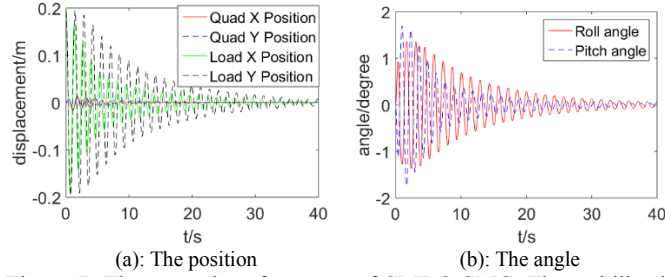 0.2
0.1
0
-0.1
-0.2
displacement/m
Quad X Position
Quad Y Position
Load X Position
Load Y Position
0 10 20 30 40
t/s
(a): The position
2
1
0
-1
-2
angle/degree
Roll angle
Pitch angle
0 10 20 30 40
t/s
(b): The angle